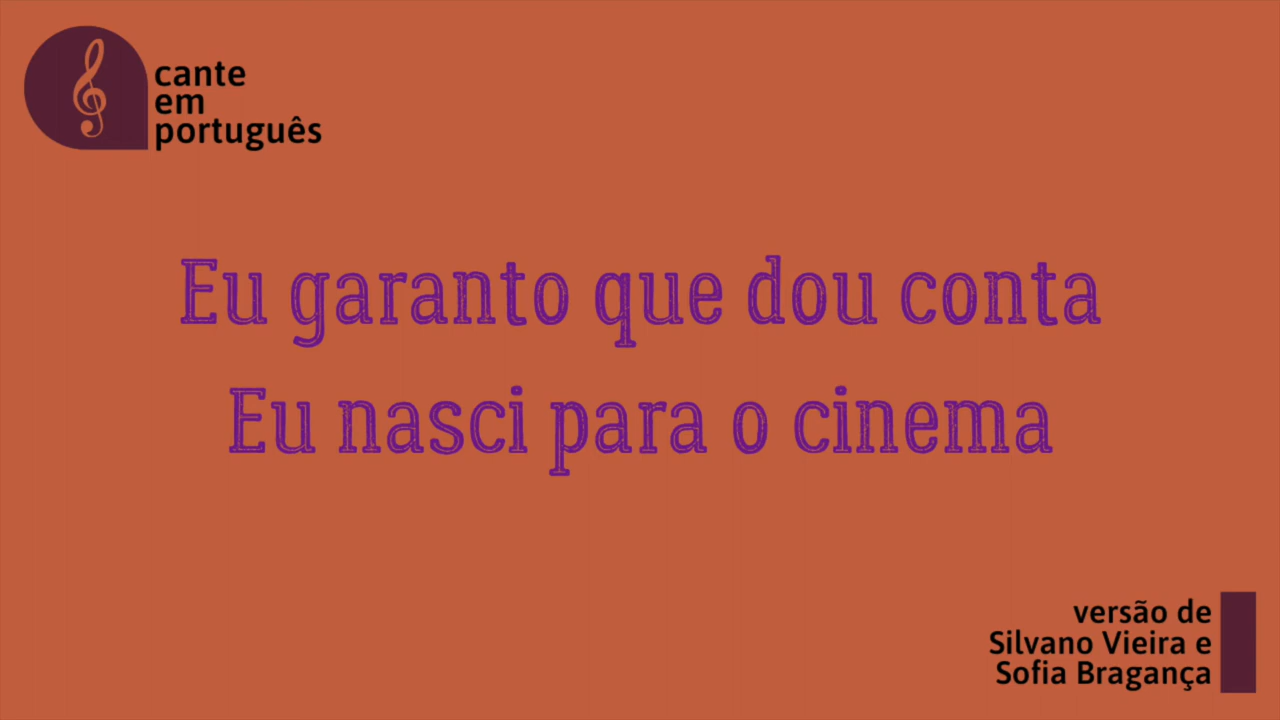 cante
em
português
Eu garanto que dou conta
Eu nasci para o cinema
versão de
Silvano Vieira e
Sofia Bragança